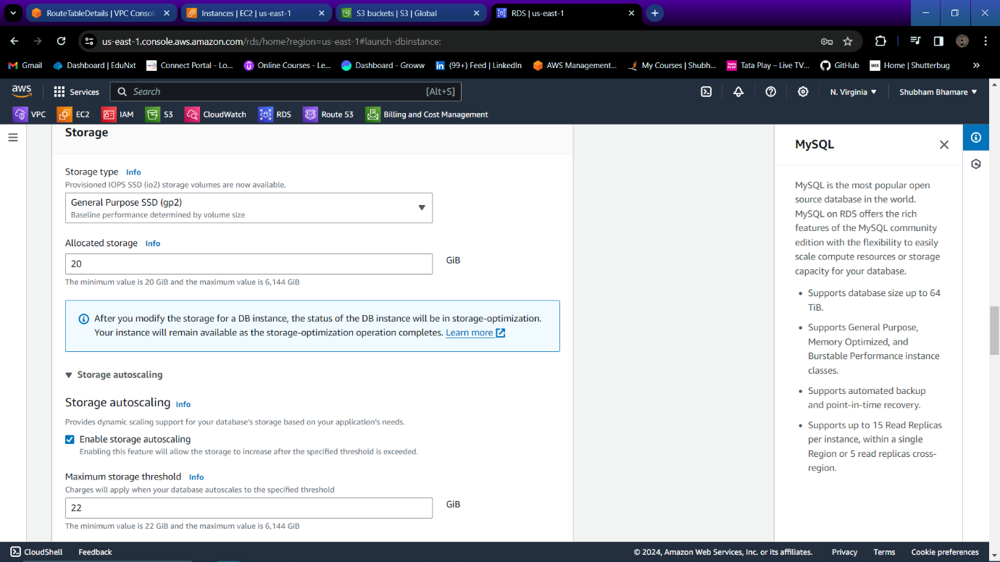 RouteTableDetails | VPC Consol
Instances | EC2 | us-east-1
S3 buckets | S3 | Global
RDS | us-east-1
us-east-1.console.aws.amazon.com/rds/home?region=us-east-1#launch-dbinstance:
Gmail
Dashboard | EduNxt
Connect Portal - Lo...
Online Courses - Le...
Dashboard - Groww
(99+) Feed | LinkedIn
AWS Management...
My Courses | Shubh...
Tata Play – Live TV...
GitHub
Home | Shutterbug
aws
Services
Search
[Alt+S]
N. Virginia
Shubham Bhamare
VPC
EC2
IAM
S3
CloudWatch
RDS
Route 53
Billing and Cost Management
Storage
Storage type Info
Provisioned IOPS SSD (io2) storage volumes are now available.
General Purpose SSD (gp2)
Baseline performance determined by volume size
Allocated storage Info
20
GiB
The minimum value is 20 GiB and the maximum value is 6,144 GiB
After you modify the storage for a DB instance, the status of the DB instance will be in storage-optimization.
Your instance will remain available as the storage-optimization operation completes. Learn more
Storage autoscaling
Storage autoscaling Info
Provides dynamic scaling support for your database's storage based on your application's needs.
Enable storage autoscaling
Enabling this feature will allow the storage to increase after the specified threshold is exceeded.
Maximum storage threshold Info
Charges will apply when your database autoscales to the specified threshold
22
GiB
The minimum value is 22 GiB and the maximum value is 6,144 GiB
MySQL
MySQL is the most popular open
source database in the world.
MySQL on RDS offers the rich
features of the MySQL community
edition with the flexibility to easily
scale compute resources or storage
capacity for your database.
• Supports database size up to 64
TiB.
• Supports General Purpose,
Memory Optimized, and
Burstable Performance instance
classes.
• Supports automated backup
and point-in-time recovery.
• Supports up to 15 Read Replicas
per instance, within a single
Region or 5 read replicas cross-
region.
CloudShell
Feedback
© 2024, Amazon Web Services, Inc. or its affiliates.
Privacy
Terms
Cookie preferences